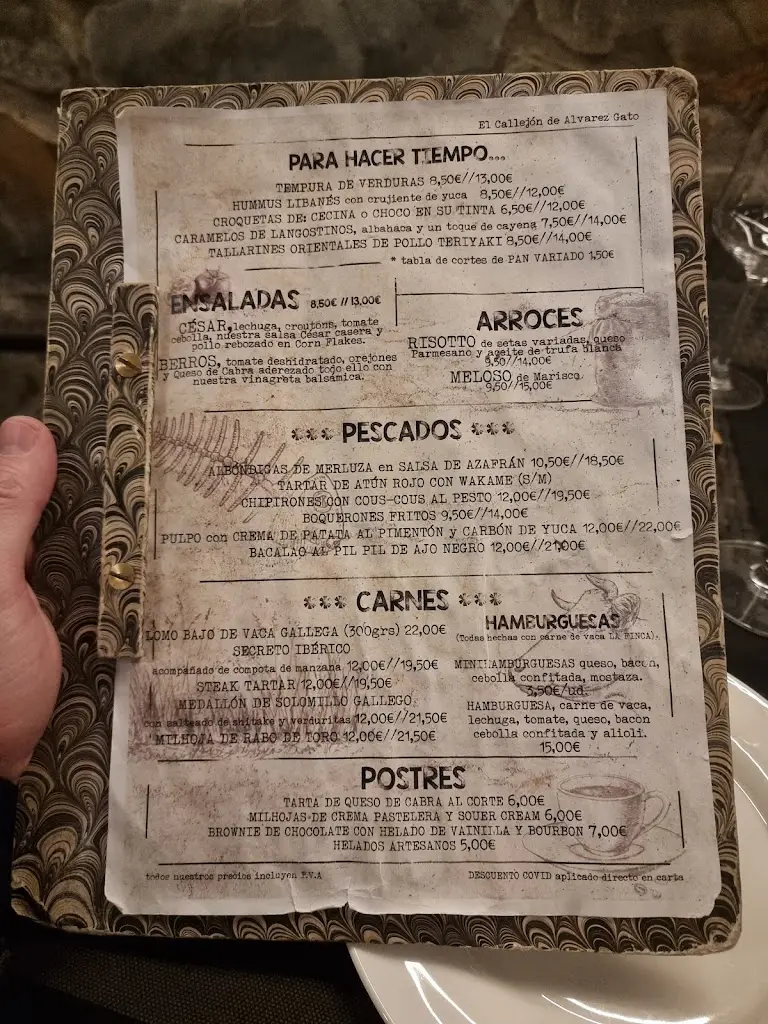 El Callejón de Alvarez Gato
PARA HACER TIEMPO...
TEMPURA DE VERDURAS 8,50€//13,00€
HUMMUS LIBANÉS con crujiente de yuca 8,50€//12,00€
CROQUETAS DE: CECINA O CHOCO EN SU TINTA 6,50€//12,00€
CARAMELOS DE LANGOSTINOS, albahaca y un toque de cayena 7,50€//14,00€
TALLARINES ORIENTALES DE POLLO TERIYAKI 8,50€//14,00€
* tabla de cortes de PAN VARIADO 1,50€
ENSALADAS 8,50€ // 13,00€
CÉSAR, lechuga, croutons, tomate
cebolla, nuestra salsa César casera y
pollo rebozado en Corn Flakes.
BERROS, tomate deshidratado, orejones
y Queso de Cabra aderezado todo ello con
nuestra vinagreta balsámica.
ARROCES
RISOTTO de setas variadas, queso
Parmesano y aceite de trufa blanca
9,50//14,00€
MELOSO de Marisco
9,50//15,00€
*** PESCADOS ***
ALBÓNDIGAS DE MERLUZA en SALSA DE AZAFRÁN 10,50€//18,50€
TARTAR DE ATÚN ROJO CON WAKAME (S/M)
CHIPIRONES CON COUS-COUS AL PESTO 12,00€//19,50€
BOQUERONES FRITOS 9,50€//14,00€
PULPO con CREMA DE PATATA AL PIMENTÓN y CARBÓN DE YUCA 12,00€//22,00€
BACALAO AL PIL PIL DE AJO NEGRO 12,00€//21,00€
*** CARNES ***
LOMO BAJO DE VACA GALLEGA (300grs) 22,00€
SECRETO IBÉRICO
acompañado de compota de manzana 12,00€//19,50€
STEAK TARTAR 12,00€//19,50€
MEDALLÓN DE SOLOMILLO GALLEGO
con salteado de shitake y verduritas 12,00€//21,50€
MILHOJA DE RABO DE TORO 12,00€//21,50€
HAMBURGUESAS
(Todas hechas con carne de vaca LA FINCA).
MINIHAMBURGUESAS queso, bacon,
cebolla confitada, mostaza.
3,50€/ud.
HAMBURGUESA, carne de vaca,
lechuga, tomate, queso, bacon
cebolla confitada y alioli.
15,00€
POSTRES
TARTA DE QUESO DE CABRA AL CORTE 6,00€
MILHOJAS DE CREMA PASTELERA Y SOUER CREAM 6,00€
BROWNIE DE CHOCOLATE CON HELADO DE VAINILLA Y BOURBON 7,00€
HELADOS ARTESANOS 5,00€
todos nuestros precios incluyen I.V.A
DESCUENTO COVID aplicado directo en carta